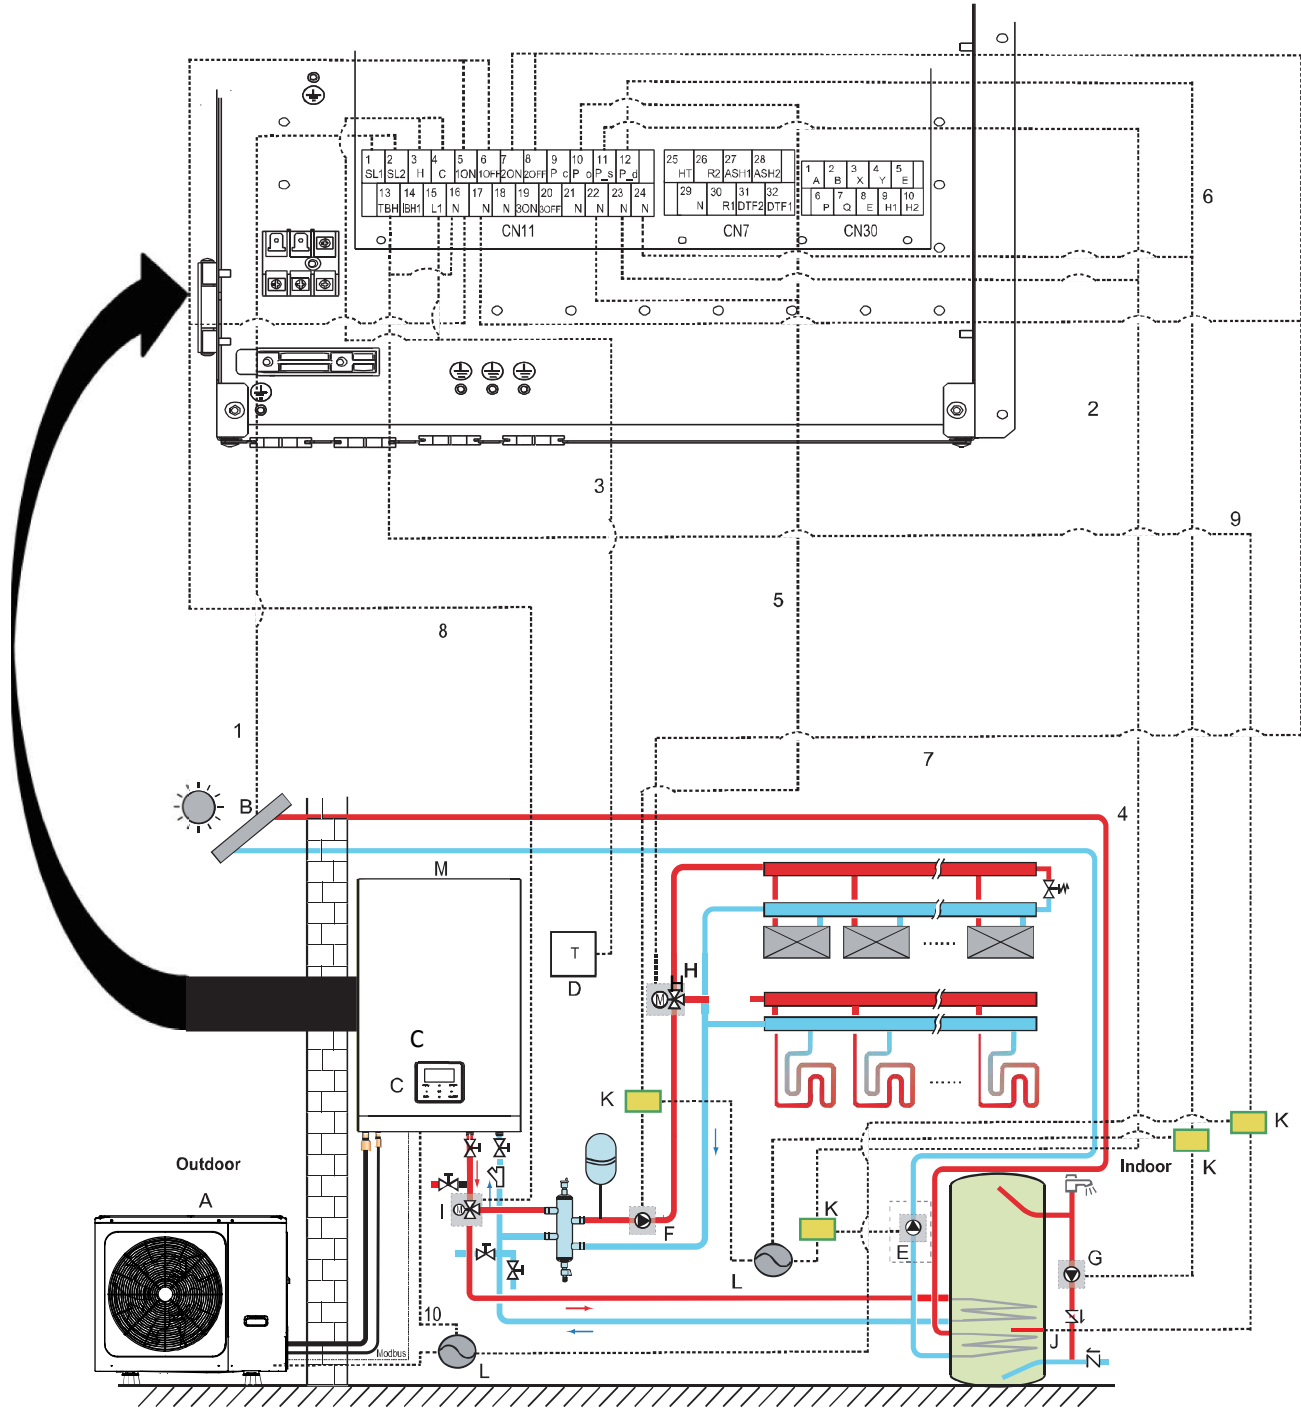 1 2 3 4 5 6 7 8 9 10 11 12
SL1 SL2 H C 1ON 1OFF 2ON 2OFF P_c P_o P_s P_d
13 14 15 16 17 18 19 20 21 22 23 24
TBH IBH1 L1 N N N 3ON 3OFF N N N N
CN11
25 26 27 28
HT R2 ASH1 ASH2
29 30 31 32
N R1 DTF2 DTF1
CN7
1 2 3 4 5
A B X Y E
6 7 8 9 10
P Q E H1 H2
CN30
6
2
3
9
5
8
1
7
B
4
M
T
D
H
H
M
C
C
K
K
K
Outdoor
Indoor
A
I
M
F
K
E
G
L
10
J
Modbus
L